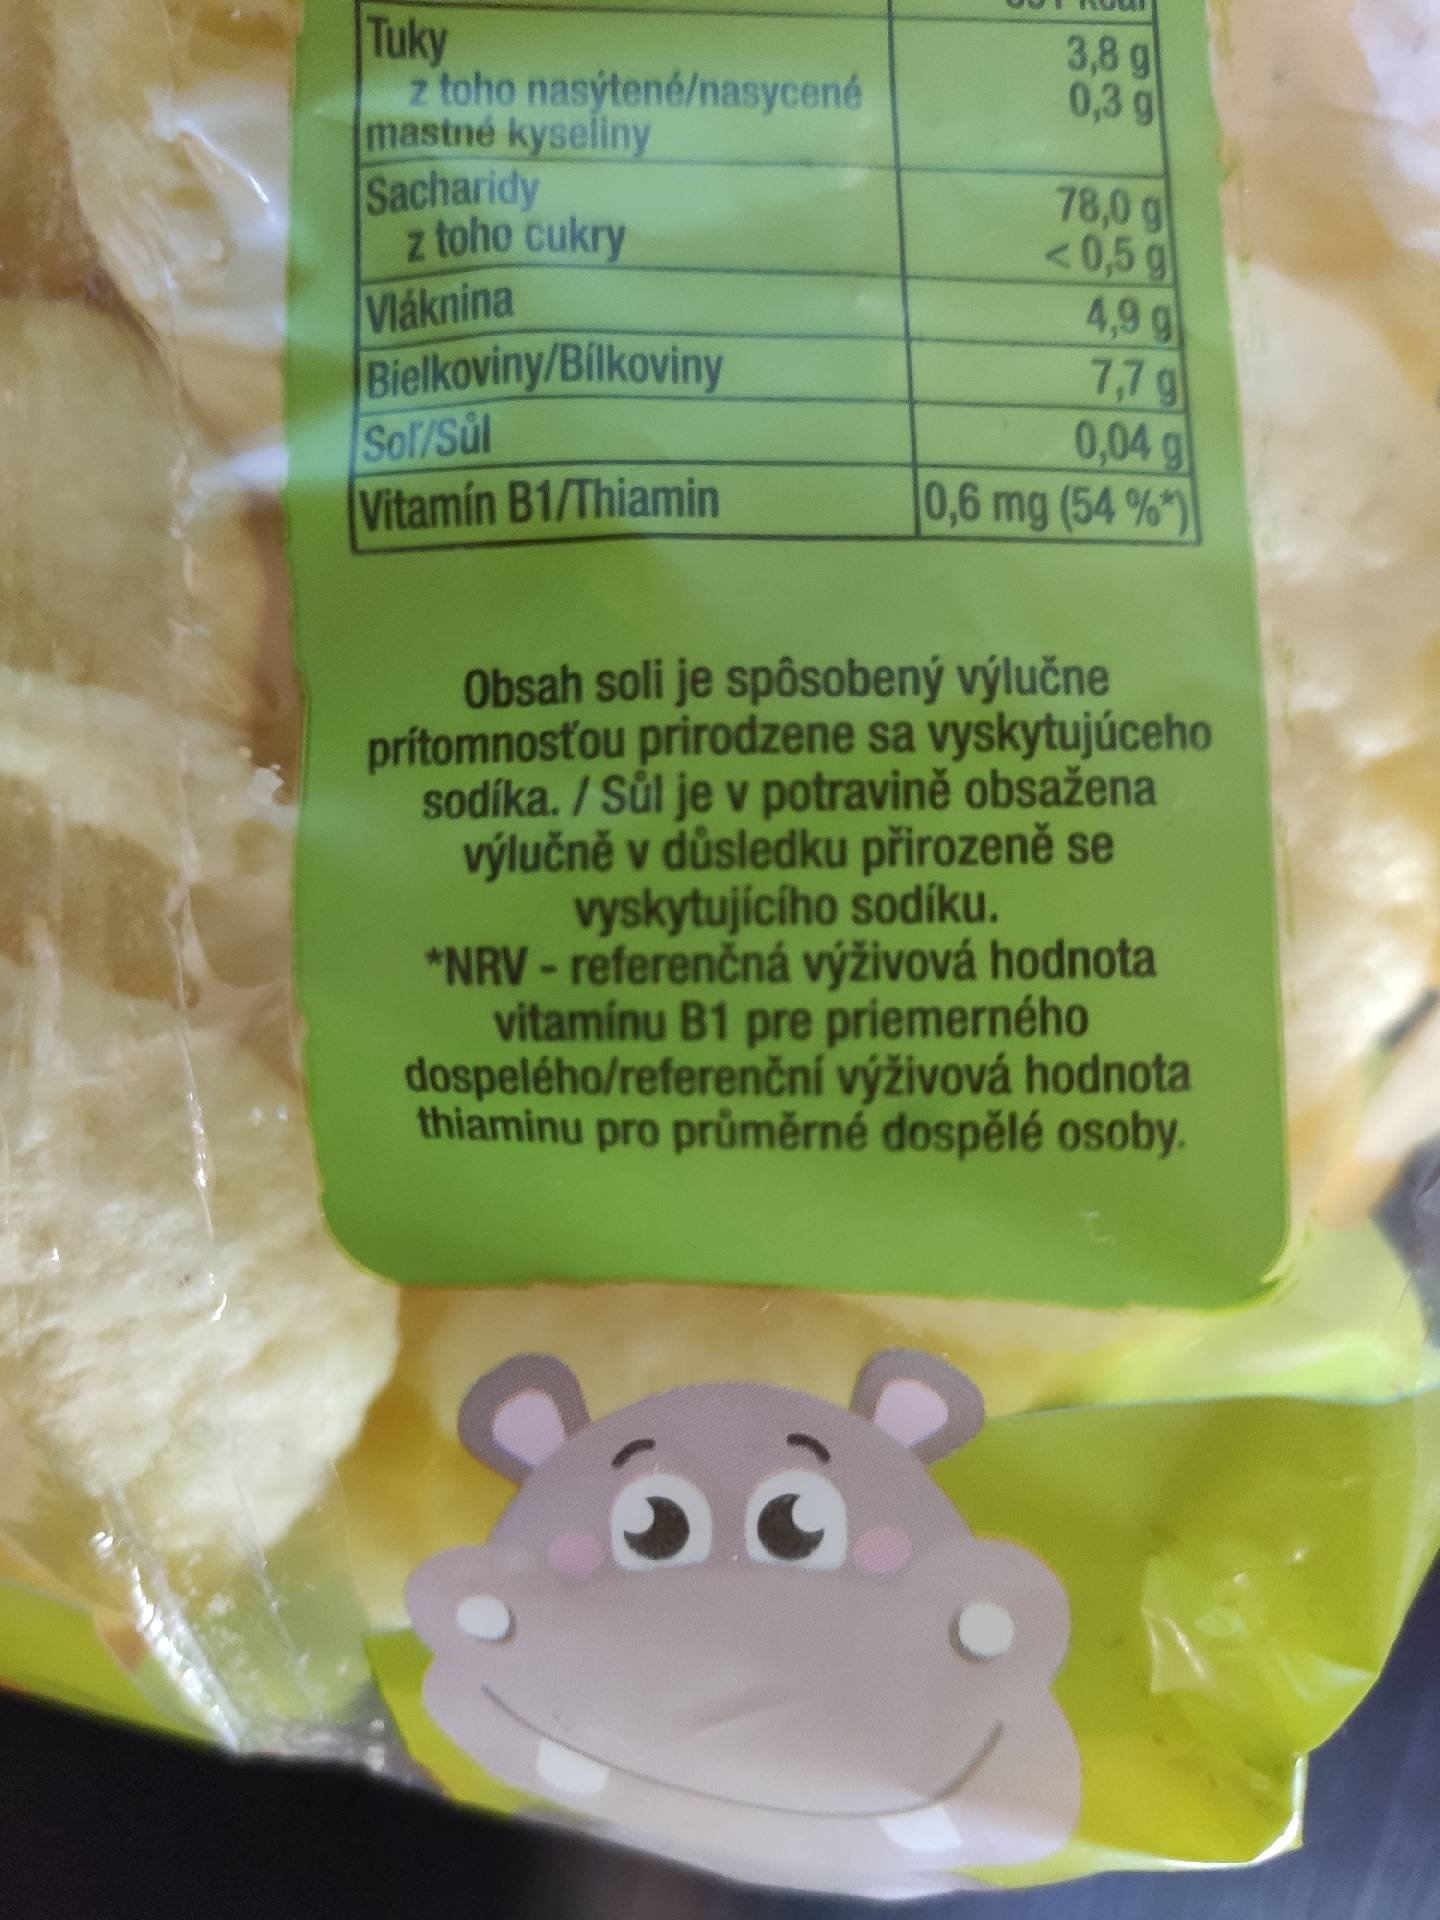 Tuky 3,8 g
z toho nasýtené/nasycené 0,3 g
mastné kyseliny
Sacharidy 78,0 g
z toho cukry < 0,5 g
Vláknina 4,9 g
Bielkoviny/Bílkoviny 7,7 g
Soľ/Sůl 0,04 g
Vitamín B1/Thiamin 0,6 mg (54 %*)
Obsah soli je spôsobený výlučne
prítomnosťou prirodzene sa vyskytujúceho
sodíka. / Sůl je v potravině obsažena
výlučně v důsledku přirozeně se
vyskytujícího sodíku.
*NRV - referenčná výživová hodnota
vitamínu B1 pre priemerného
dospelého/referenční výživová hodnota
thiaminu pro průměrné dospělé osoby.